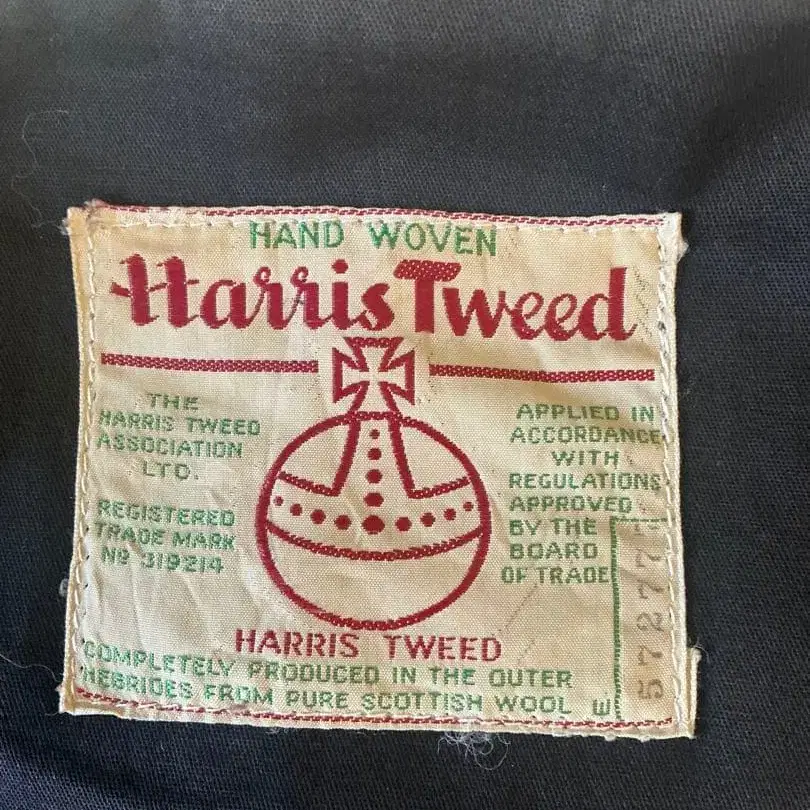 HAND WOVEN
Harris Tweed
THE
HARRIS TWEED
ASSOCIATION
LTD.
REGISTERED
TRADE MARK
No 319214
APPLIED IN
ACCORDANCE
WITH
REGULATIONS
APPROVED
BY THE
BOARD
OF TRADE
HARRIS TWEED
COMPLETELY PRODUCED IN THE OUTER
HEBRIDES FROM PURE SCOTTISH WOOL
E